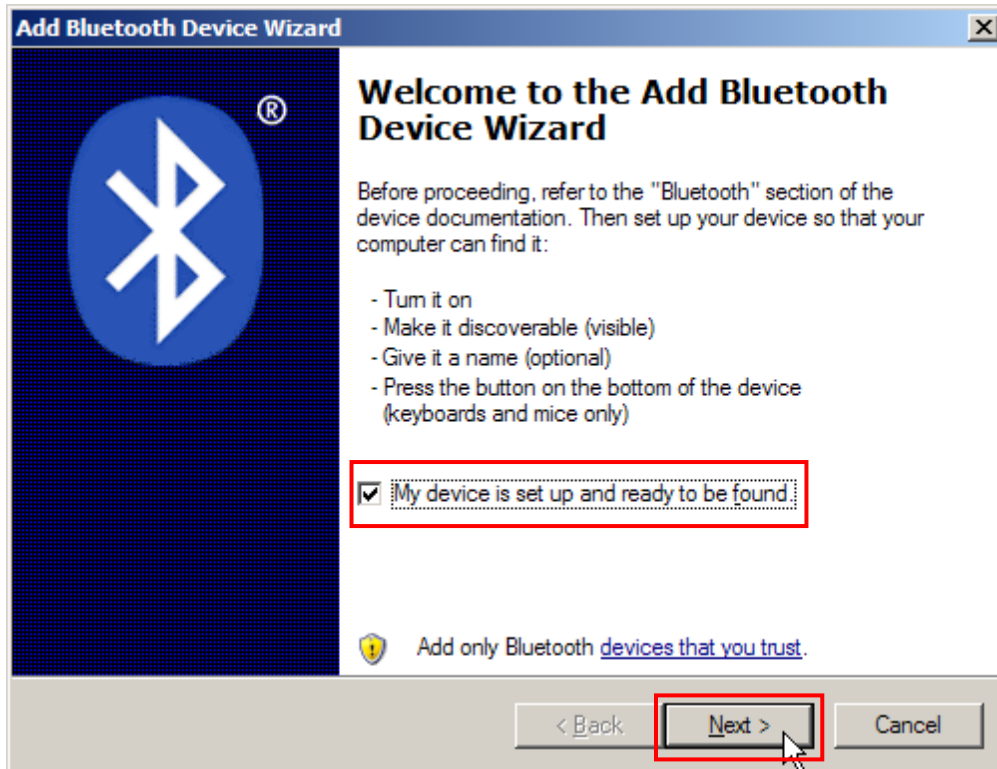 Add Bluetooth Device Wizard
®
Welcome to the Add Bluetooth
Device Wizard
Before proceeding, refer to the "Bluetooth" section of the
device documentation. Then set up your device so that your
computer can find it:
- Turn it on
- Make it discoverable (visible)
- Give it a name (optional)
- Press the button on the bottom of the device
(keyboards and mice only)
My device is set up and ready to be found.
Add only Bluetooth devices that you trust.
< Back Next > Cancel